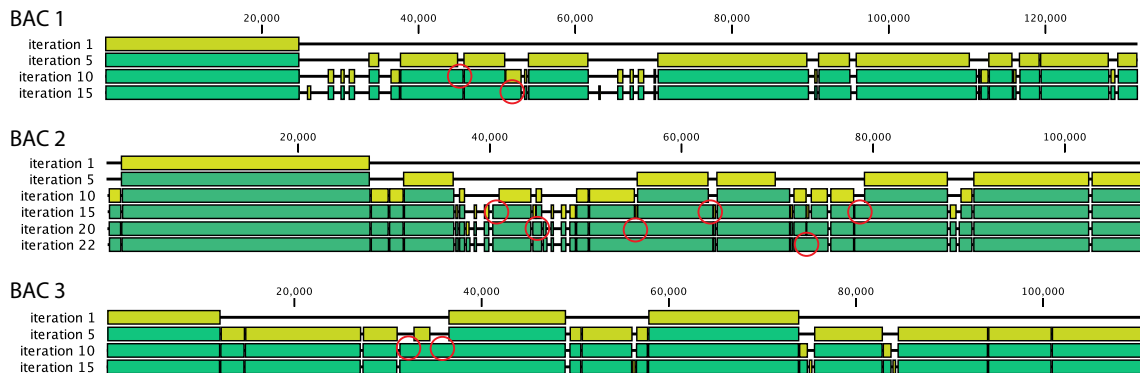 BAC 1
20,000 40,000 60,000 80,000 100,000 120,000
iteration 1
iteration 5
iteration 10
iteration 15
BAC 2
20,000 40,000 60,000 80,000 100,000
iteration 1
iteration 5
iteration 10
iteration 15
iteration 20
iteration 22
BAC 3
20,000 40,000 60,000 80,000 100,000
iteration 1
iteration 5
iteration 10
iteration 15